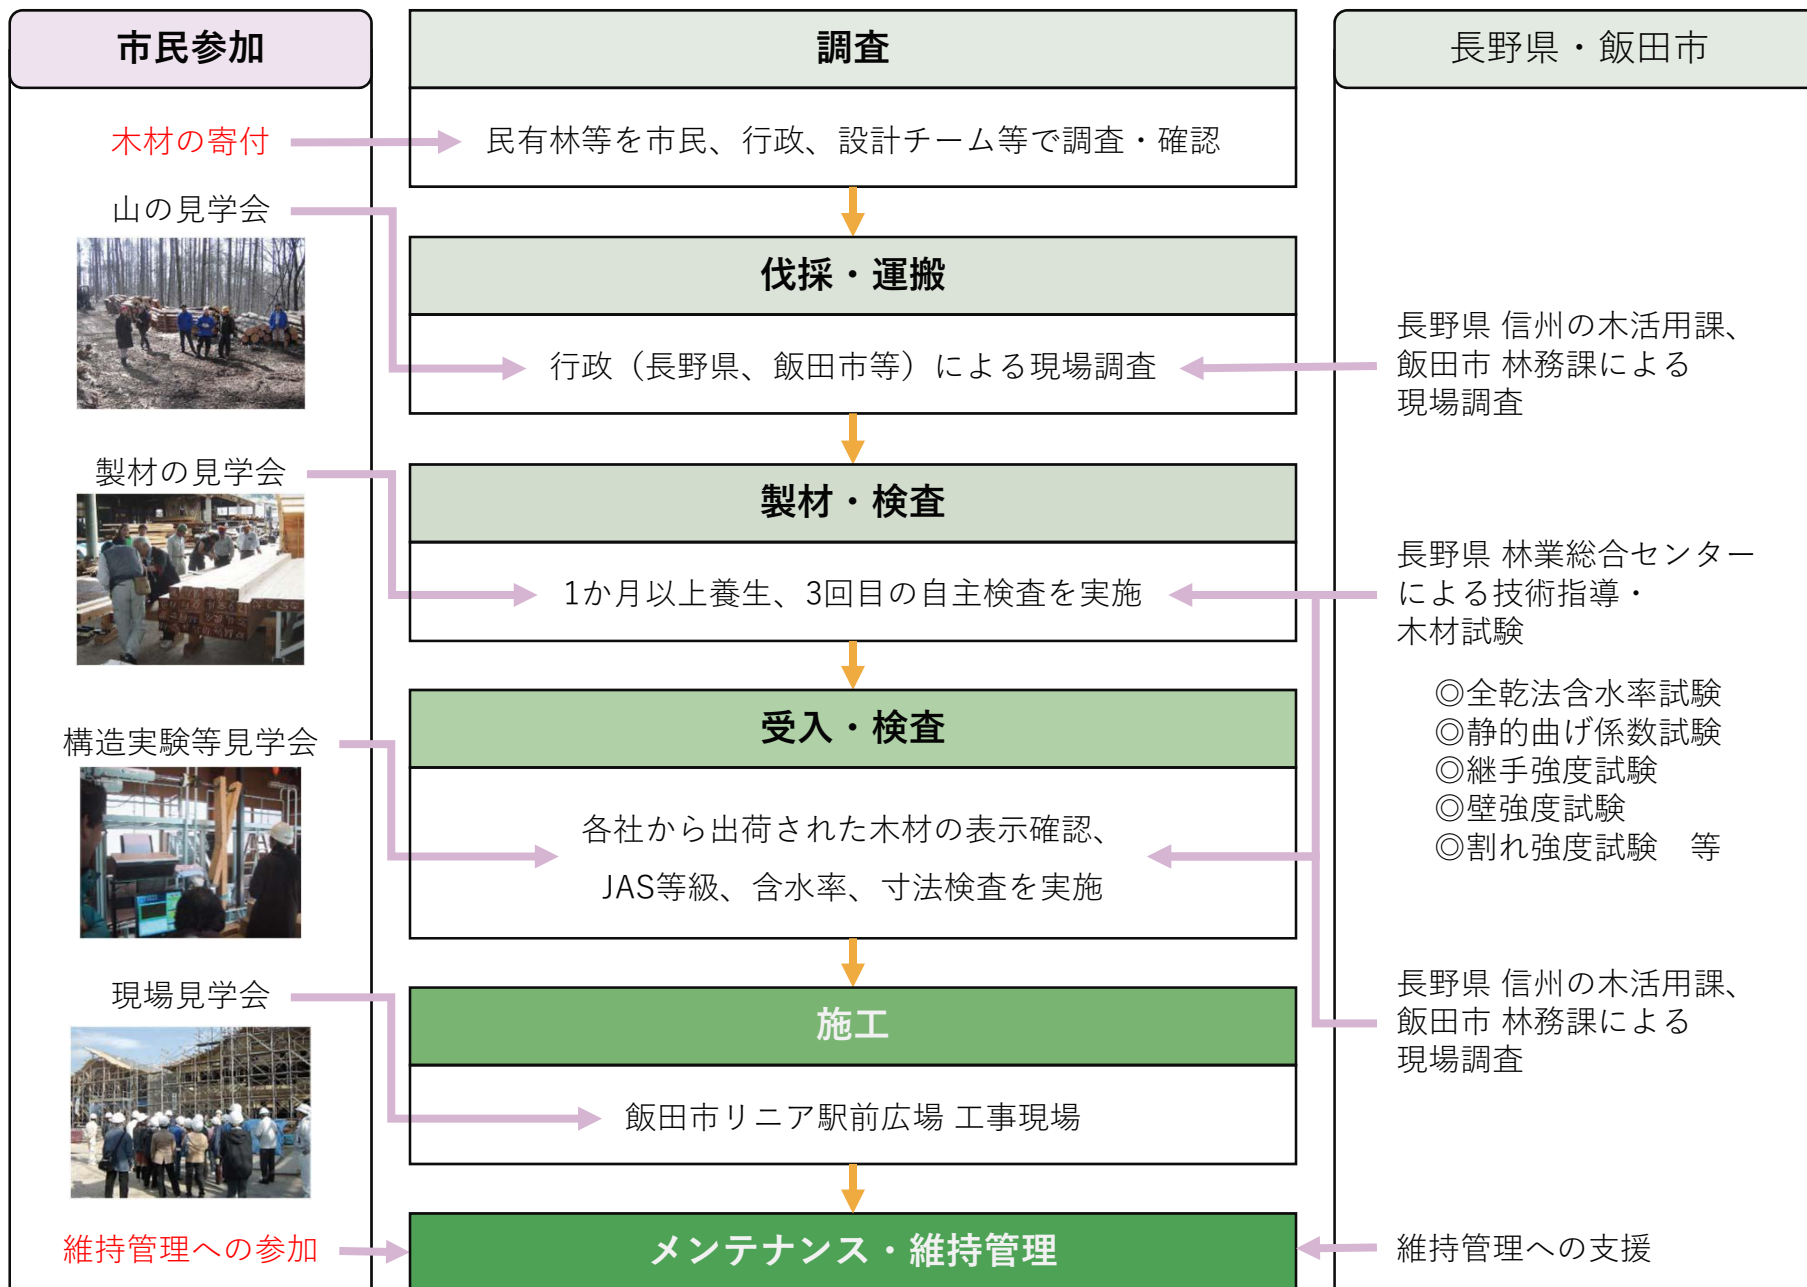 市民参加
木材の寄付
山の見学会
製材の見学会
構造実験等見学会
現場見学会
維持管理への参加
調査
民有林等を市民、行政、設計チーム等で調査・確認
伐採・運搬
行政（長野県、飯田市等）による現場調査
製材・検査
1か月以上養生、3回目の自主検査を実施
受入・検査
各社から出荷された木材の表示確認、
JAS等級、含水率、寸法検査を実施
施工
飯田市リニア駅前広場 工事現場
メンテナンス・維持管理
長野県・飯田市
長野県 信州の木活用課、
飯田市 林務課による
現場調査
長野県 林業総合センター
による技術指導・
木材試験
◎全乾法含水率試験
◎静的曲げ係数試験
◎継手強度試験
◎壁強度試験
◎割れ強度試験　等
長野県 信州の木活用課、
飯田市 林務課による
現場調査
維持管理への支援